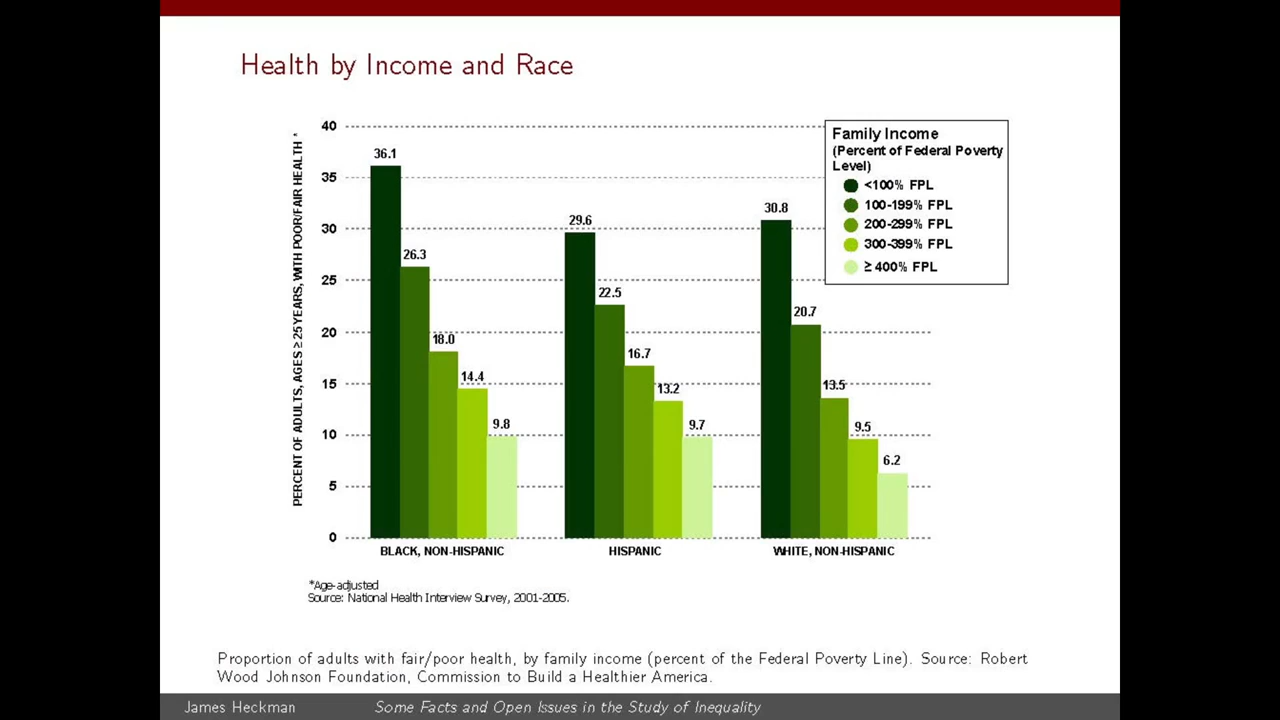 Health by Income and Race
PERCENT OF ADULTS, AGES ≥ 25 YEARS, WITH POOR/FAIR HEALTH *
40
35
30
25
20
15
10
5
0
36.1
26.3
18.0
14.4
9.8
29.6
22.5
16.7
13.2
9.7
30.8
20.7
13.5
9.5
6.2
Family Income
(Percent of Federal Poverty
Level)
<100% FPL
100-199% FPL
200-299% FPL
300-399% FPL
≥ 400% FPL
BLACK, NON-HISPANIC
HISPANIC
WHITE, NON-HISPANIC
*Age-adjusted
Source: National Health Interview Survey, 2001-2005.
Proportion of adults with fair/poor health, by family income (percent of the Federal Poverty Line). Source: Robert
Wood Johnson Foundation, Commission to Build a Healthier America.
James Heckman Some Facts and Open Issues in the Study of Inequality